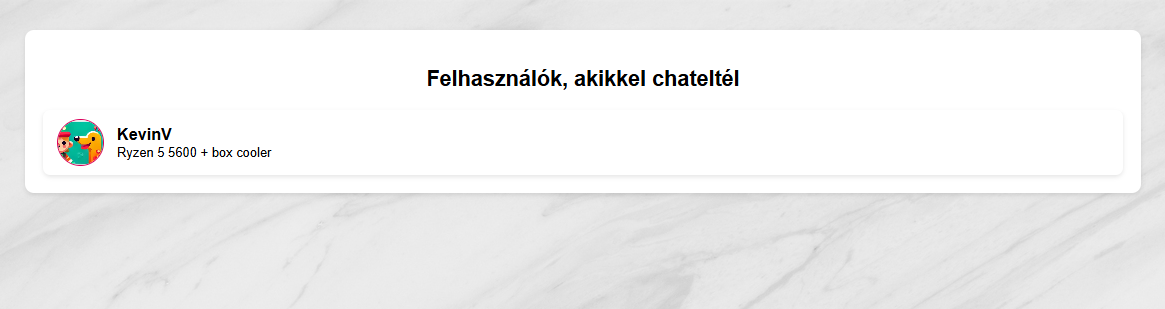 Felhasználók, akikkel chateltél
KevinV
Ryzen 5 5600 + box cooler